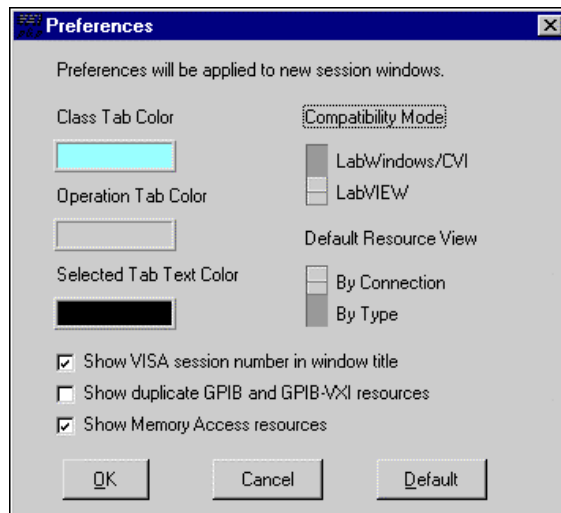 Preferences
Preferences will be applied to new session windows.
Class Tab Color
Compatibility Mode
LabWindows/CVI
LabVIEW
Operation Tab Color
Default Resource View
Selected Tab Text Color
By Connection
By Type
Show VISA session number in window title
Show duplicate GPIB and GPIB-VXI resources
Show Memory Access resources
OK
Cancel
Default